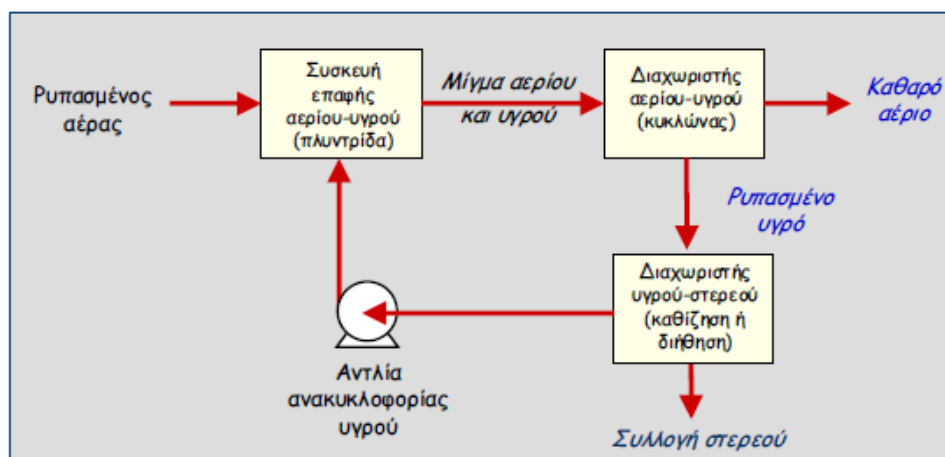 Ρυπασμένος
αέρας
Συσκευή
επαφής
αερίου-υγρού
(πλυντρίδα)
Μίγμα αερίου
και υγρού
Διαχωριστής
αερίου-υγρού
(κυκλώνας)
Καθαρό
αέριο
Ρυπασμένο
υγρό
Διαχωριστής
υγρού-στερεού
(καθίζηση ή
διήθηση)
Αντλία
ανακυκλοφορίας
υγρού
Συλλογή στερεού